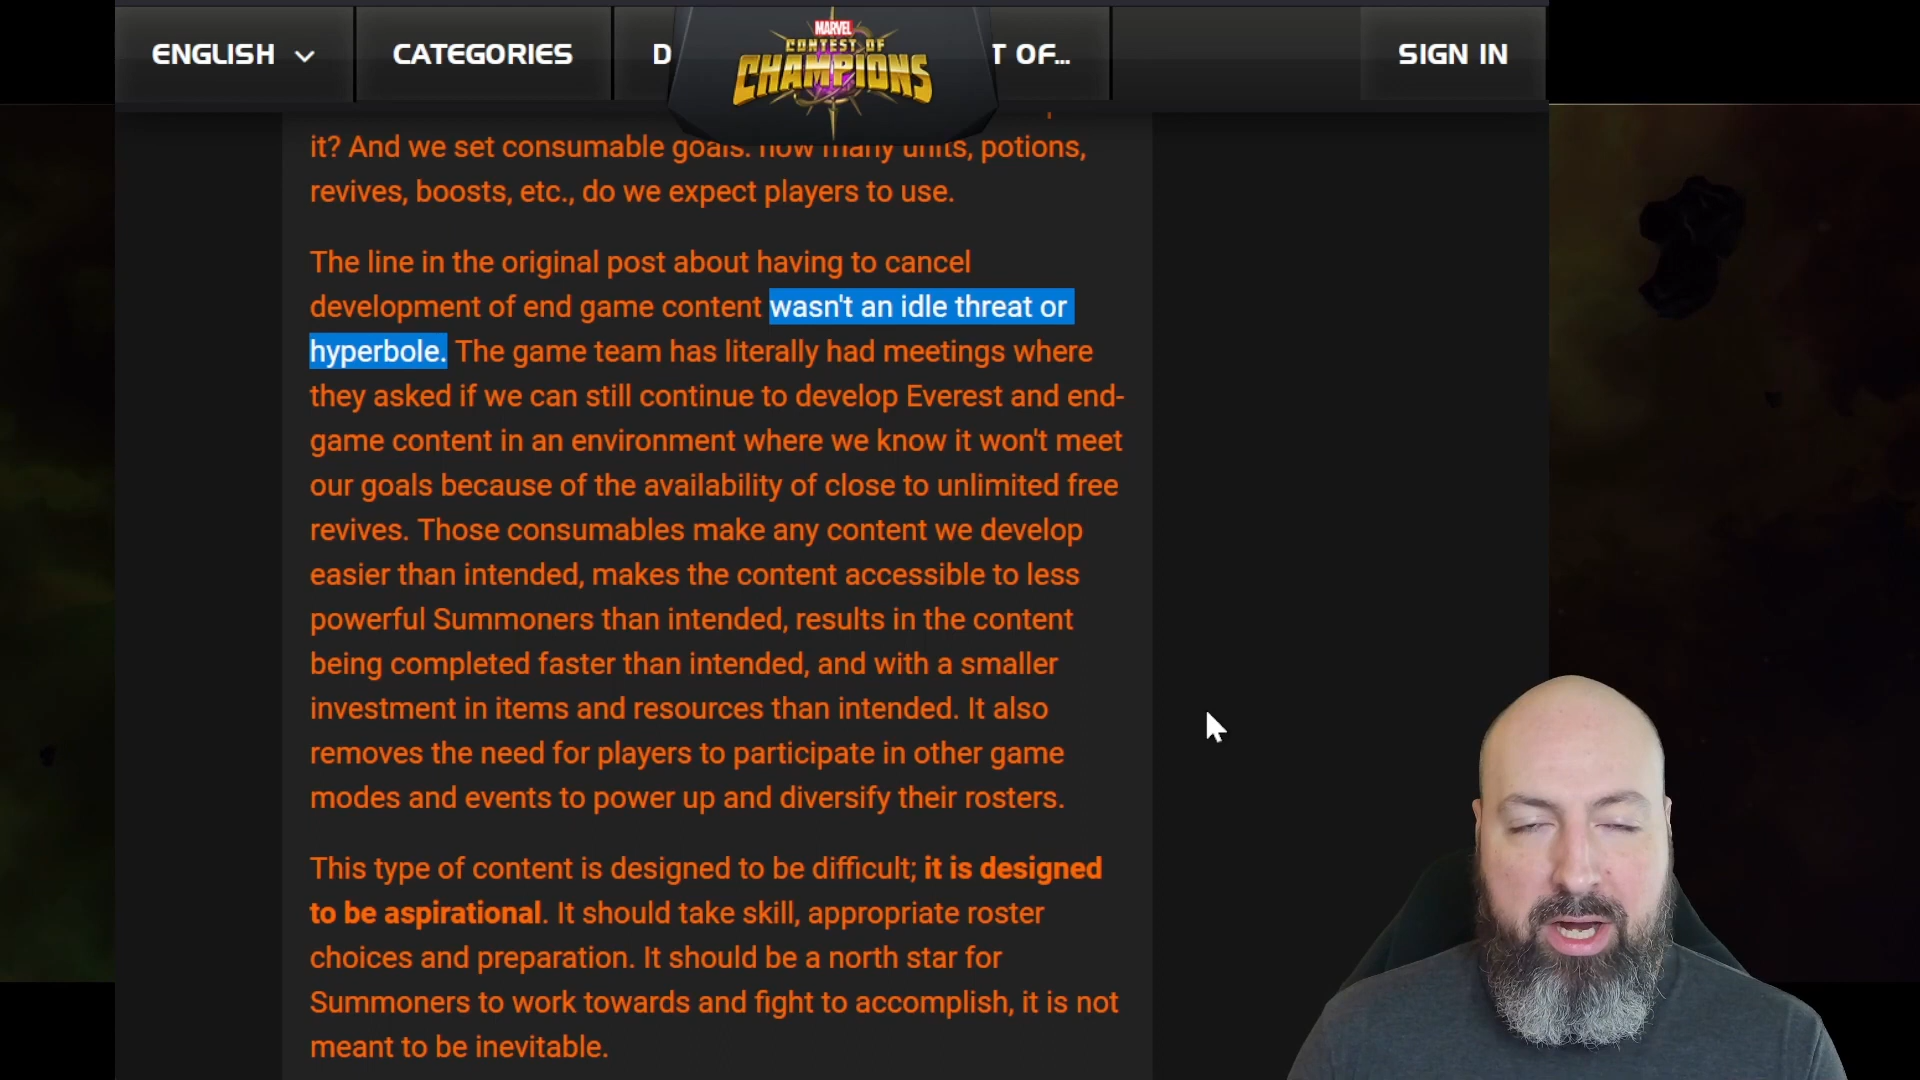 ENGLISH
CATEGORIES
D
MARVEL
CONTEST OF
CHAMPIONS
T OF...
SIGN IN
it? And we set consumable goals: how many units, potions,
revives, boosts, etc., do we expect players to use.
The line in the original post about having to cancel
development of end game content wasn't an idle threat or
hyperbole. The game team has literally had meetings where
they asked if we can still continue to develop Everest and end-
game content in an environment where we know it won't meet
our goals because of the availability of close to unlimited free
revives. Those consumables make any content we develop
easier than intended, makes the content accessible to less
powerful Summoners than intended, results in the content
being completed faster than intended, and with a smaller
investment in items and resources than intended. It also
removes the need for players to participate in other game
modes and events to power up and diversify their rosters.
This type of content is designed to be difficult; it is designed
to be aspirational. It should take skill, appropriate roster
choices and preparation. It should be a north star for
Summoners to work towards and fight to accomplish, it is not
meant to be inevitable.